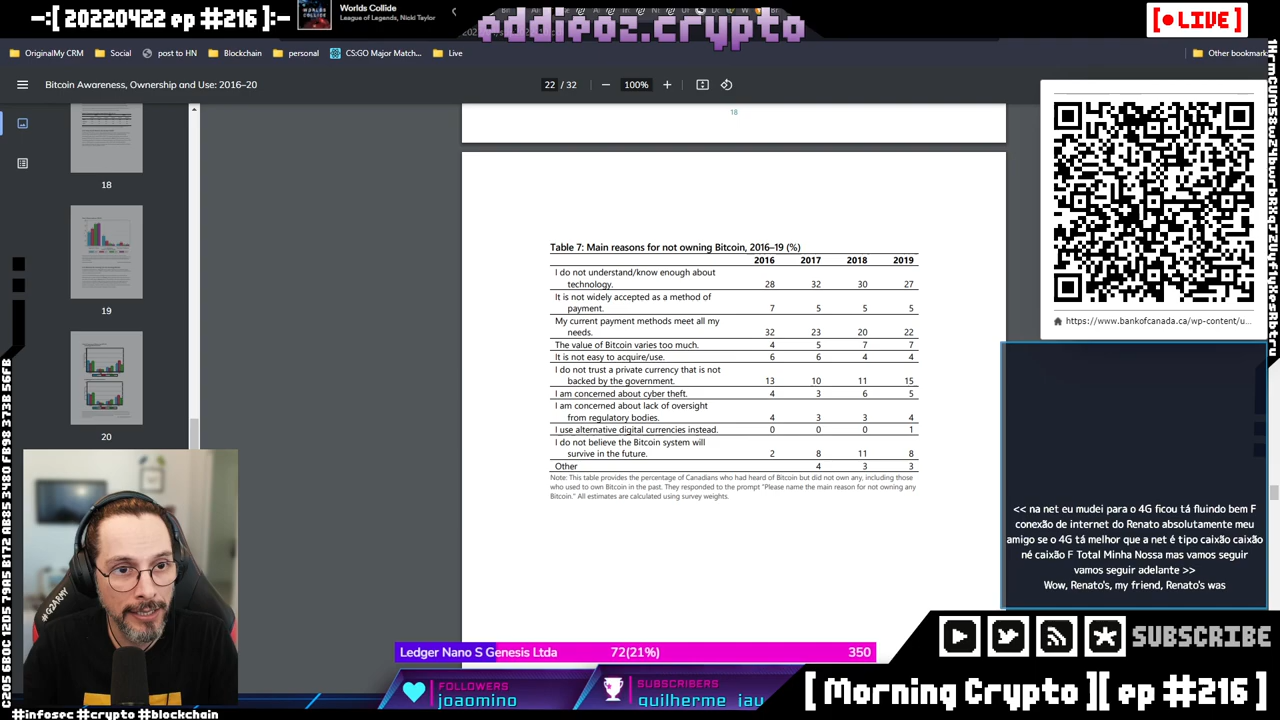 -:[ 20220422 ep #216 ]:-
Worlds Collide
League of Legends, Nicki Taylor
eddieoz.crypto
[ • LIVE ]
OriginalMy CRM
Social
post to HN
Blockchain
personal
CS:GO Major Match...
Live
Other bookmark
Bitcoin Awareness, Ownership and Use: 2016–20
22 / 32
100%
18
19
20
18
Table 7: Main reasons for not owning Bitcoin, 2016–19 (%)
2016 2017 2018 2019
I do not understand/know enough about
technology. 28 32 30 27
It is not widely accepted as a method of
payment. 7 5 5 5
My current payment methods meet all my
needs. 32 23 20 22
The value of Bitcoin varies too much. 4 5 7 7
It is not easy to acquire/use. 6 6 4 4
I do not trust a private currency that is not
backed by the government. 13 10 11 15
I am concerned about cyber theft. 4 3 6 5
I am concerned about lack of oversight
from regulatory bodies. 4 3 3 4
I use alternative digital currencies instead. 0 0 0 1
I do not believe the Bitcoin system will
survive in the future. 2 8 11 8
Other 4 3 3
Note: This table provides the percentage of Canadians who had heard of Bitcoin but did not own any, including those
who used to own Bitcoin in the past. They responded to the prompt "Please name the main reason for not owning any
Bitcoin." All estimates are calculated using survey weights.
https://www.bankofcanada.ca/wp-content/u...
<< na net eu mudei para o 4G ficou tá fluindo bem F
conexão de internet do Renato absolutamente meu
amigo se o 4G tá melhor que a net é tipo caixão caixão
né caixão F Total Minha Nossa mas vamos seguir
vamos seguir adelante >>
Wow, Renato's, my friend, Renato's was
SUBSCRIBE
Ledger Nano S Genesis Ltda
72(21%)
350
FOLLOWERS
joaomino
SUBSCRIBERS
guilherme_jau
[ Morning Crypto ][ ep #216 ]
#infosec #crypto #blockchain